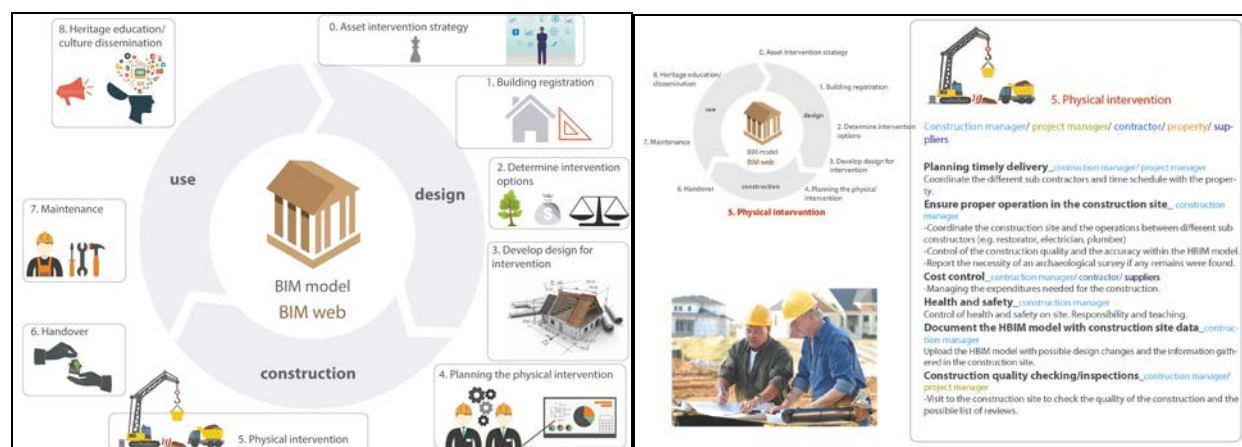 8. Heritage education/
culture dissemination
0. Asset intervention strategy
1. Building registration
2. Determine intervention
options
3. Develop design for
intervention
4. Planning the physical intervention
5. Physical intervention
6. Handover
7. Maintenance
use
design
construction
BIM model
BIM web
0. Asset intervention strategy
8. Heritage education/
dissemination
1. Building registration
use
design
2. Determine intervention
options
7. Maintenance
BIM model
BIM web
3. Develop design for
intervention
6. Handover
construction
4. Planning the physical
intervention
5. Physical intervention
5. Physical intervention
Construction manager/ project manager/ contractor/ property/ sup-
pliers
Planning timely delivery_contruction manager/ project manager
Coordinate the different sub contractors and time schedule with the proper-
ty.
Ensure proper operation in the construction site_ construction
manager
-Coordinate the construction site and the operations between different sub
constructors (e.g. restorator, electrician, plumber)
-Control of the construction quality and the accuracy within the HBIM model.
-Report the necessity of an archaeological survey if any remains were found.
Cost control_contruction manager/ contractor/ suppliers
-Managing the expenditures needed for the construction.
Health and safety_contruction manager
Control of health and safety on site. Responsibility and teaching.
Document the HBIM model with construction site data_contruc-
tion manager
Upload the HBIM model with possible design changes and the information gath-
ered in the construction site.
Construction quality checking/inspections_contruction manager/
project manager
-Visit to the construction site to check the quality of the construction and the
possible list of reviews.